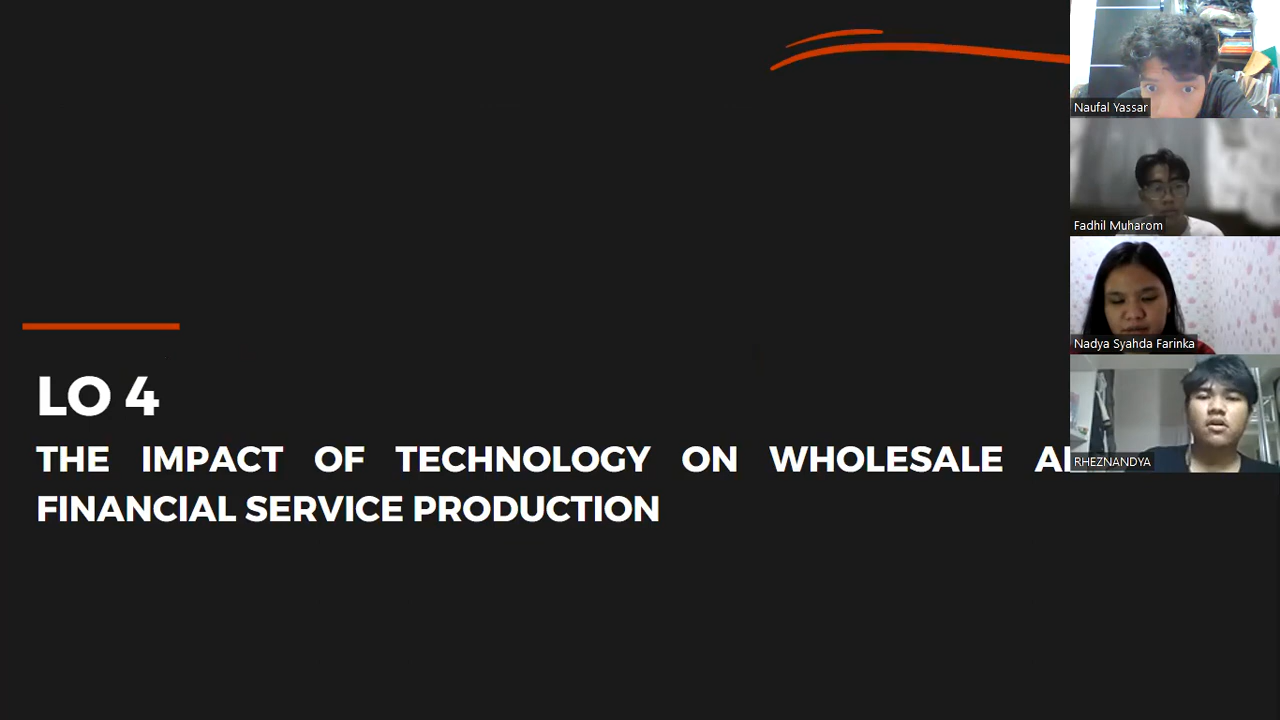 LO 4
THE IMPACT OF TECHNOLOGY ON WHOLESALE
FINANCIAL SERVICE PRODUCTION
Naufal Yassar
Fadhil Muharom
Nadya Syahda Farinka
RHEZNANDYA